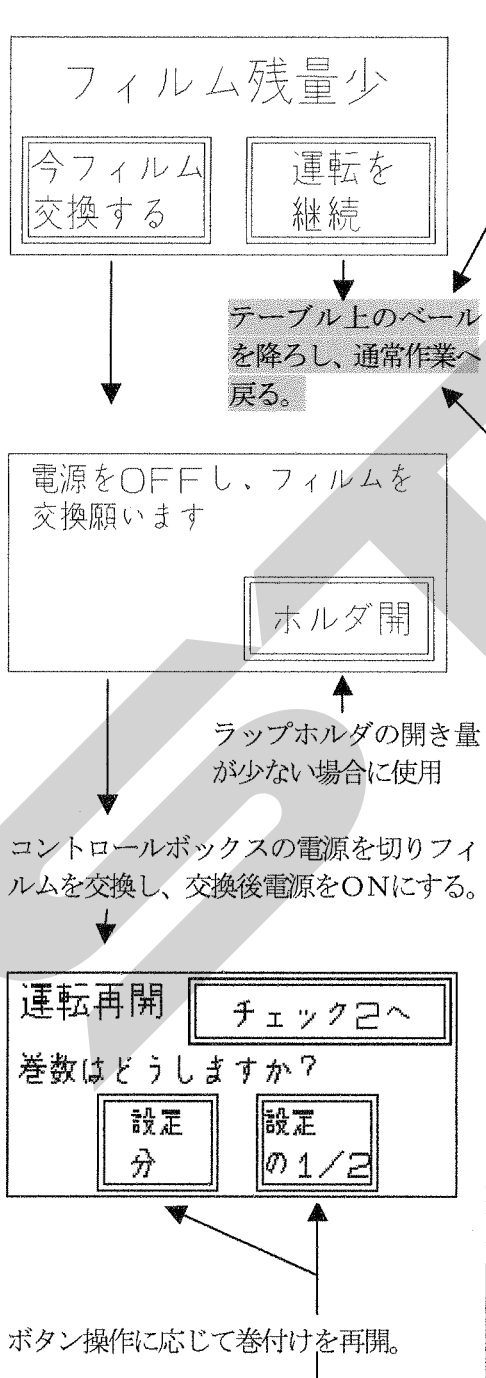 フィルム残量少
今フィルム
交換する
運転を
継続
テーブル上のベール
を降ろし、通常作業へ
戻る。
電源をOFFし、フィルムを
交換願います
ホルダ開
ラップホルダの開き量
が少ない場合に使用
コントロールボックスの電源を切りフィ
ルムを交換し、交換後電源をONにする。
運転再開
チェック2へ
巻数はどうしますか?
設定
分
設定
の1/2
ボタン操作に応じて巻付けを再開。